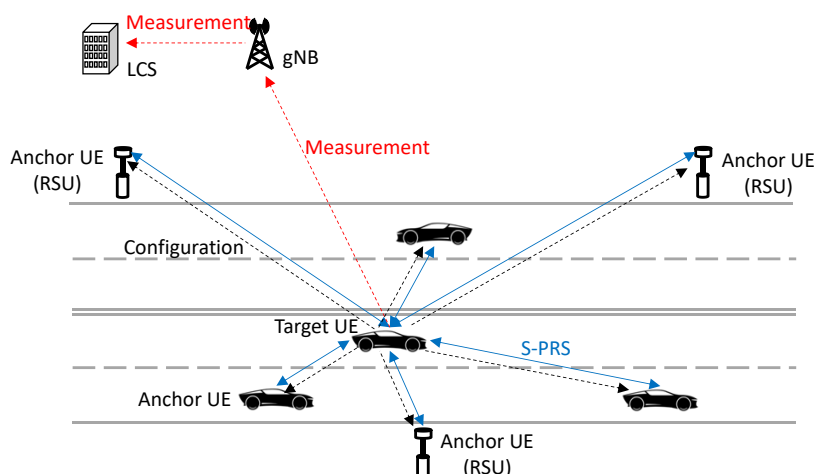 Measurement
gNB
LCS
Measurement
Anchor UE
(RSU)
Anchor UE
(RSU)
Configuration
Target UE
S-PRS
Anchor UE
Anchor UE
(RSU)